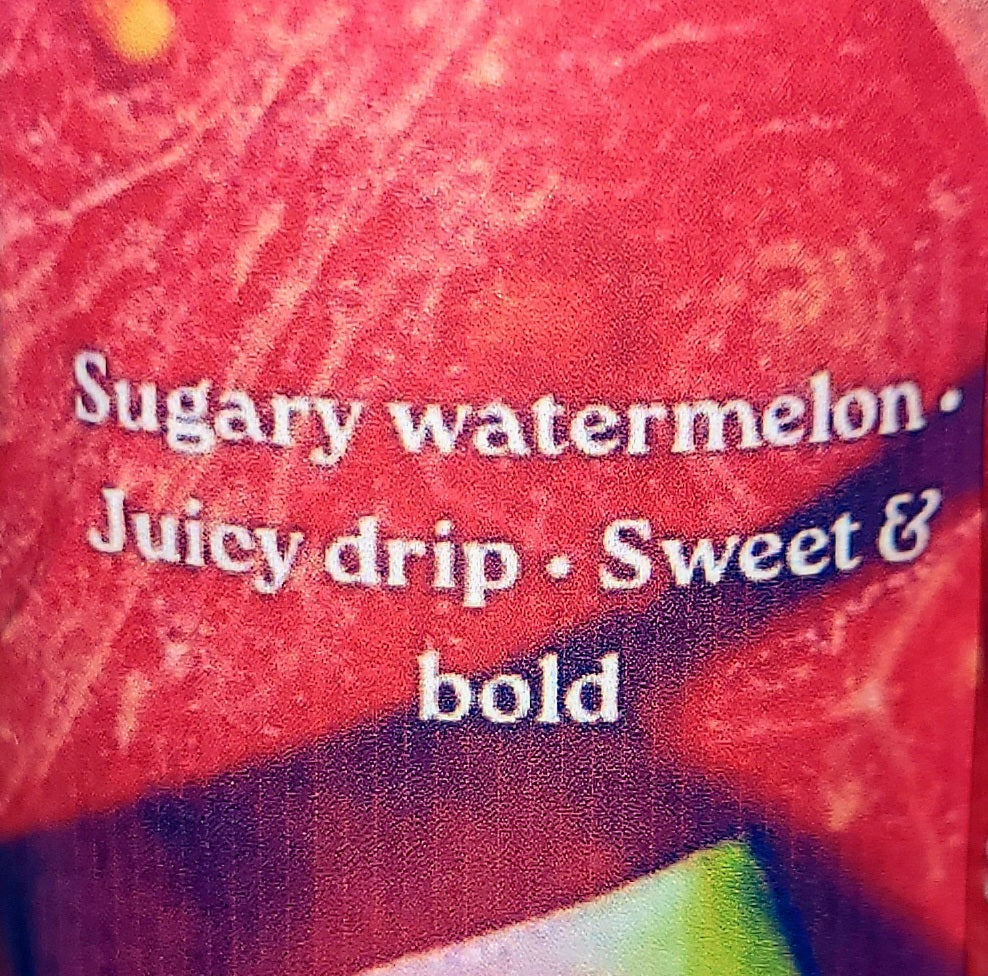 Sugary watermelon •
Juicy drip • Sweet &
bold